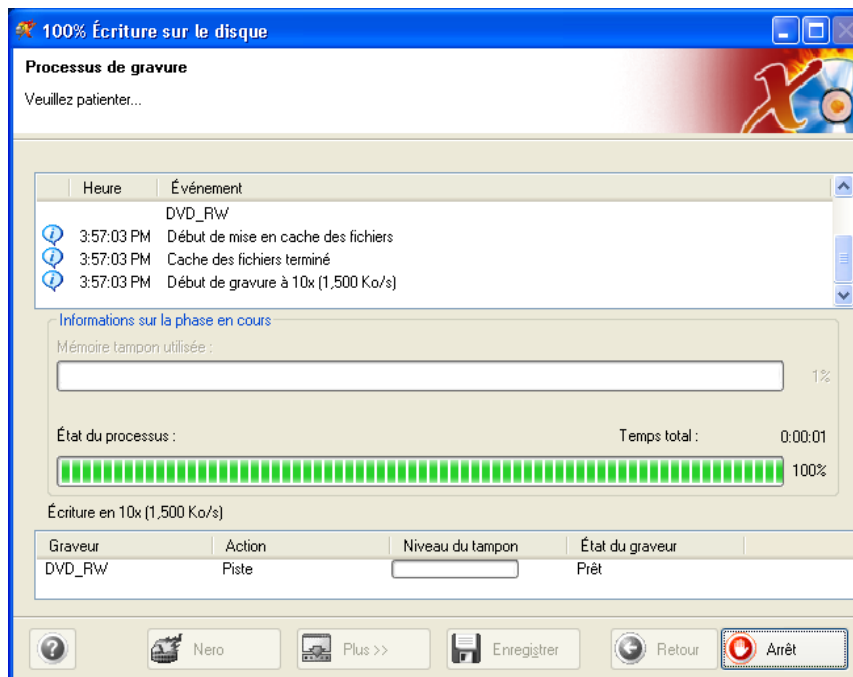 100% Écriture sur le disque
Processus de gravure
Veuillez patienter...
Heure Événement
DVD_RW
3:57:03 PM Début de mise en cache des fichiers
3:57:03 PM Cache des fichiers terminé
3:57:03 PM Début de gravure à 10x (1,500 Ko/s)
Informations sur la phase en cours
Mémoire tampon utilisée :
1%
État du processus : Temps total : 0:00:01
100%
Écriture en 10x (1,500 Ko/s)
Graveur Action Niveau du tampon État du graveur
DVD_RW Piste Prêt
Nero Plus >> Enregistrer Retour Arrêt